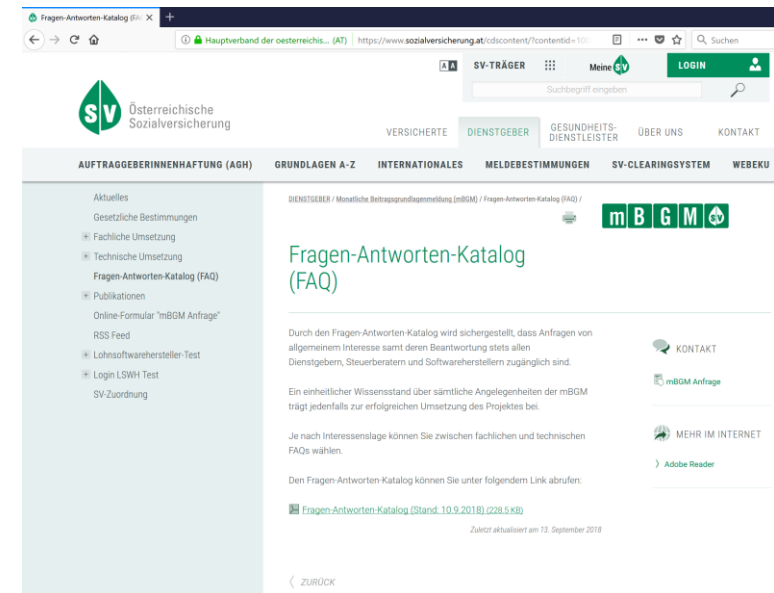 Fragen-Antworten-Katalog (FA
Hauptverband der oesterreichis... (AT) https://www.sozialversicherung.at/cdscontent/?contentid=100 Suchen
A A SV-TRÄGER Meine SV LOGIN
Suchbegriff eingeben
SV Österreichische
Sozialversicherung
VERSICHERTE DIENSTGEBER GESUNDHEITS-
DIENSTLEISTER ÜBER UNS KONTAKT
AUFTRAGGEBERINNENHAFTUNG (AGH) GRUNDLAGEN A-Z INTERNATIONALES MELDEBESTIMMUNGEN SV-CLEARINGSYSTEM WEBEKU
Aktuelles
Gesetzliche Bestimmungen
Fachliche Umsetzung
Technische Umsetzung
Fragen-Antworten-Katalog (FAQ)
Publikationen
Online-Formular "mBGM Anfrage"
RSS Feed
Lohnsoftwarehersteller-Test
Login LSWH Test
SV-Zuordnung
DIENSTGEBER / Monatliche Beitragsgrundlagenmeldung (mBGM) / Fragen-Antworten-Katalog (FAQ) /
mBGM
Fragen-Antworten-Katalog
(FAQ)
Durch den Fragen-Antworten-Katalog wird sichergestellt, dass Anfragen von
allgemeinem Interesse samt deren Beantwortung stets allen
Dienstgebern, Steuerberatern und Softwareherstellern zugänglich sind.
Ein einheitlicher Wissensstand über sämtliche Angelegenheiten der mBGM
trägt jedenfalls zur erfolgreichen Umsetzung des Projektes bei.
Je nach Interessenslage können Sie zwischen fachlichen und technischen
FAQs wählen.
Den Fragen-Antworten-Katalog können Sie unter folgendem Link abrufen:
Fragen-Antworten-Katalog (Stand: 10.9.2018) (228.5 KB)
Zuletzt aktualisiert am 13. September 2018
ZURÜCK
KONTAKT
mBGM Anfrage
MEHR IM INTERNET
Adobe Reader